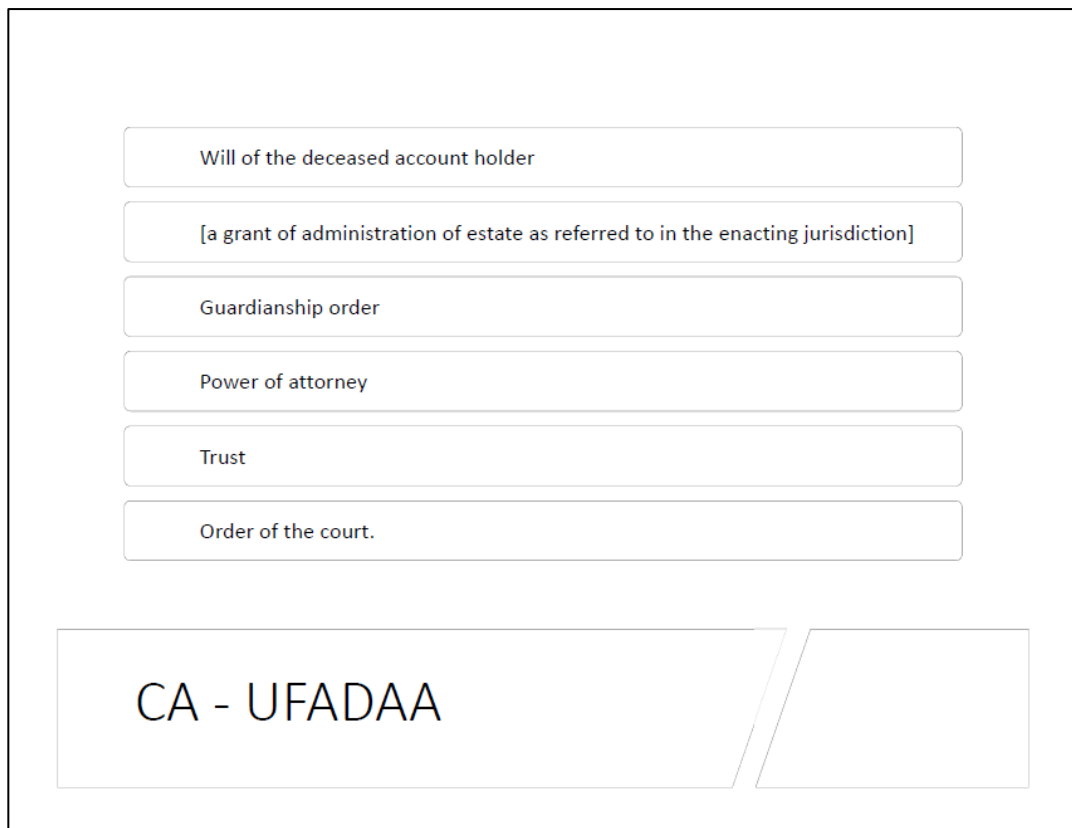 Will of the deceased account holder
[a grant of administration of estate as referred to in the enacting jurisdiction]
Guardianship order
Power of attorney
Trust
Order of the court.
CA - UFADAA